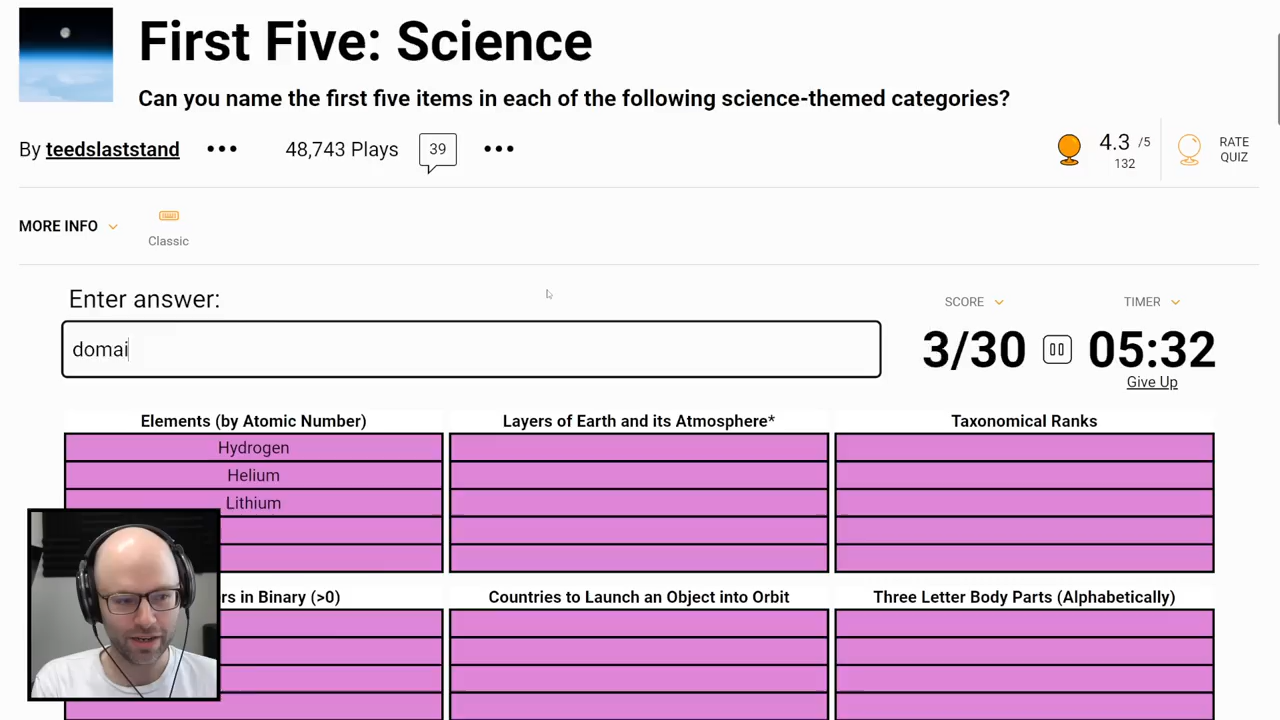 First Five: Science
Can you name the first five items in each of the following science-themed categories?
By teedslaststand ••• 48,743 Plays 39 •••
4.3 /5
132
RATE
QUIZ
MORE INFO
Classic
Enter answer:
domai
SCORE
3/30
TIMER
05:32
Give Up
Elements (by Atomic Number) Layers of Earth and its Atmosphere* Taxonomical Ranks
Hydrogen
Helium
Lithium
rs in Binary (>0) Countries to Launch an Object into Orbit Three Letter Body Parts (Alphabetically)